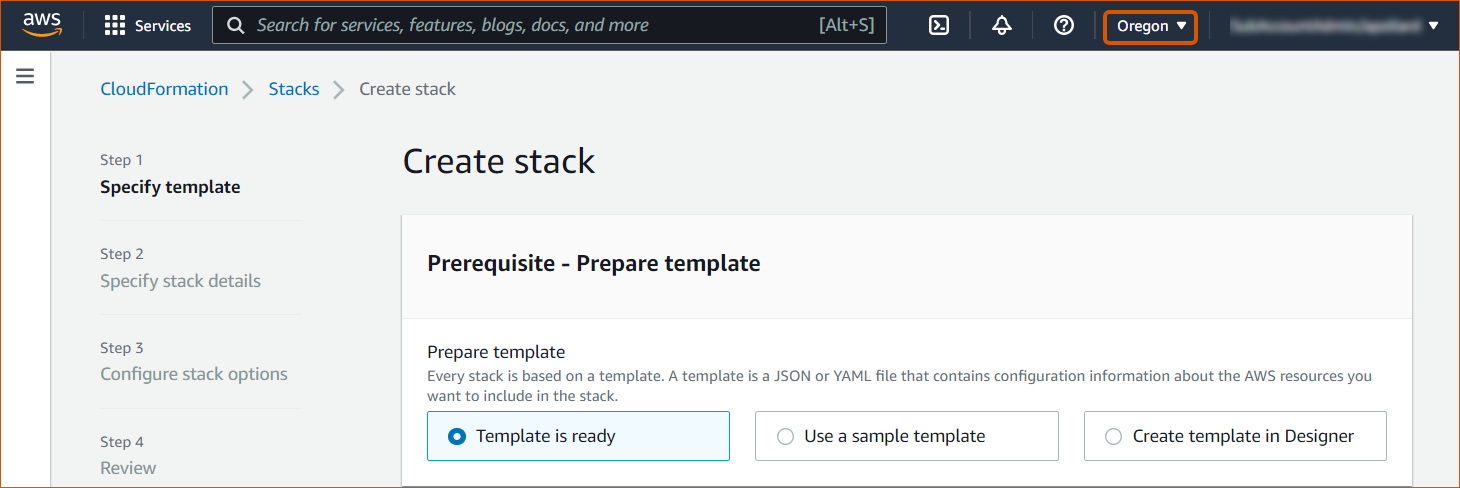 aws
Services
Search for services, features, blogs, docs, and more
[Alt+S]
Oregon
CloudFormation
Stacks
Create stack
Step 1
Specify template
Step 2
Specify stack details
Step 3
Configure stack options
Step 4
Review
Create stack
Prerequisite - Prepare template
Prepare template
Every stack is based on a template. A template is a JSON or YAML file that contains configuration information about the AWS resources you
want to include in the stack.
Template is ready
Use a sample template
Create template in Designer